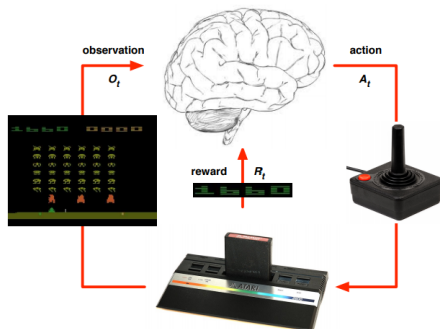 observation
action
O_t
A_t
1660 0000
reward R_t
1660
ATARI